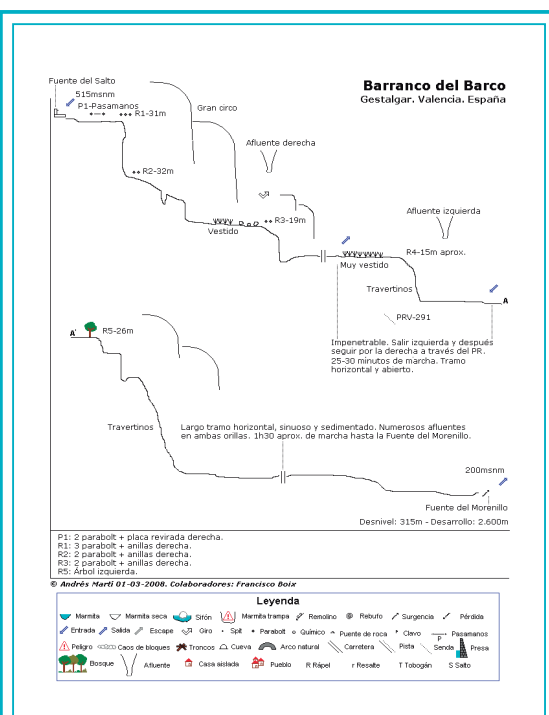 Fuente del Salto
515msnm
P1-Pasamanos
R1-31m
Gran circo
Barranco del Barco
Gestalgar. Valencia. España
Afluente derecha
R2-32m
Afluente izquierda
R3-19m
Vestido
Muy vestido
R4-15m aprox.
Travertinos
A
PRV-291
Impenetrable. Salir izquierda y después
seguir por la derecha a través del PR.
25-30 minutos de marcha. Tramo
horizontal y abierto.
A'
R5-26m
Travertinos
Largo tramo horizontal, sinuoso y sedimentado. Numerosos afluentes
en ambas orillas. 1h30 aprox. de marcha hasta la Fuente del Morenillo.
200msnm
Fuente del Morenillo
Desnivel: 315m - Desarrollo: 2.600m
P1: 2 parabolt + placa revirada derecha.
R1: 3 parabolt + anillas derecha.
R2: 2 parabolt + anillas derecha.
R3: 2 parabolt + anillas derecha.
R5: Árbol izquierda.
© Andrés Martí 01-03-2008. Colaboradores: Francisco Boix
Leyenda
Marmita Marmita seca Sifrón Marmita trampa Remolino Rebufo Surgencia Pérdida
Entrada Salida Escape Giro Spit Parabolt Químico Puente de roca Clavo P Pasamanos
Peligro Caos de bloques Troncos Cueva Arco natural Carretera Pista Senda Presa
Bosque Afluente Casa aislada Pueblo R Rápel r Resalte T Tobogán S Salto